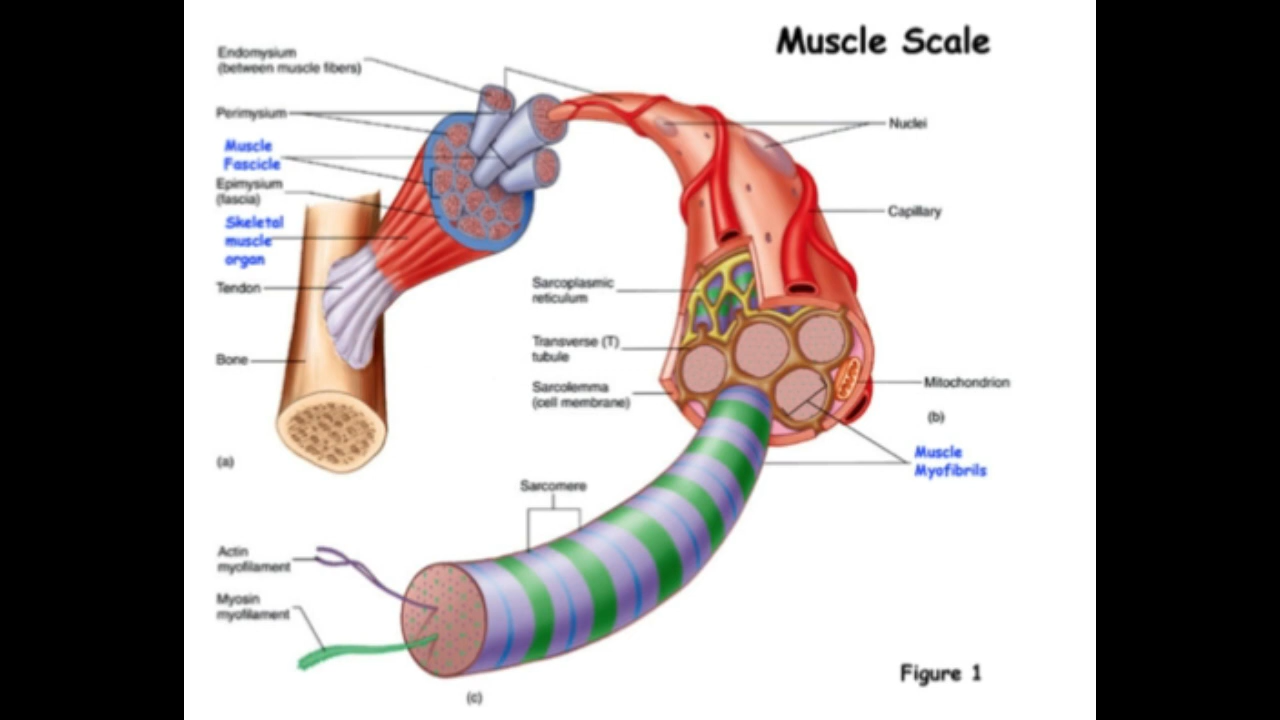 Muscle Scale
Endomysium
(between muscle fibers)
Perimysium
Muscle
Fascicle
Epimysium
(fascia)
Skeletal
muscle
organ
Tendon
Bone
(a)
Nuclei
Capillary
Sarcoplasmic
reticulum
Transverse (T)
tubule
Sarcolemma
(cell membrane)
Mitochondrion
(b)
Muscle
Myofibrils
Sarcomere
Actin
myofilament
Myosin
myofilament
(c)
Figure 1